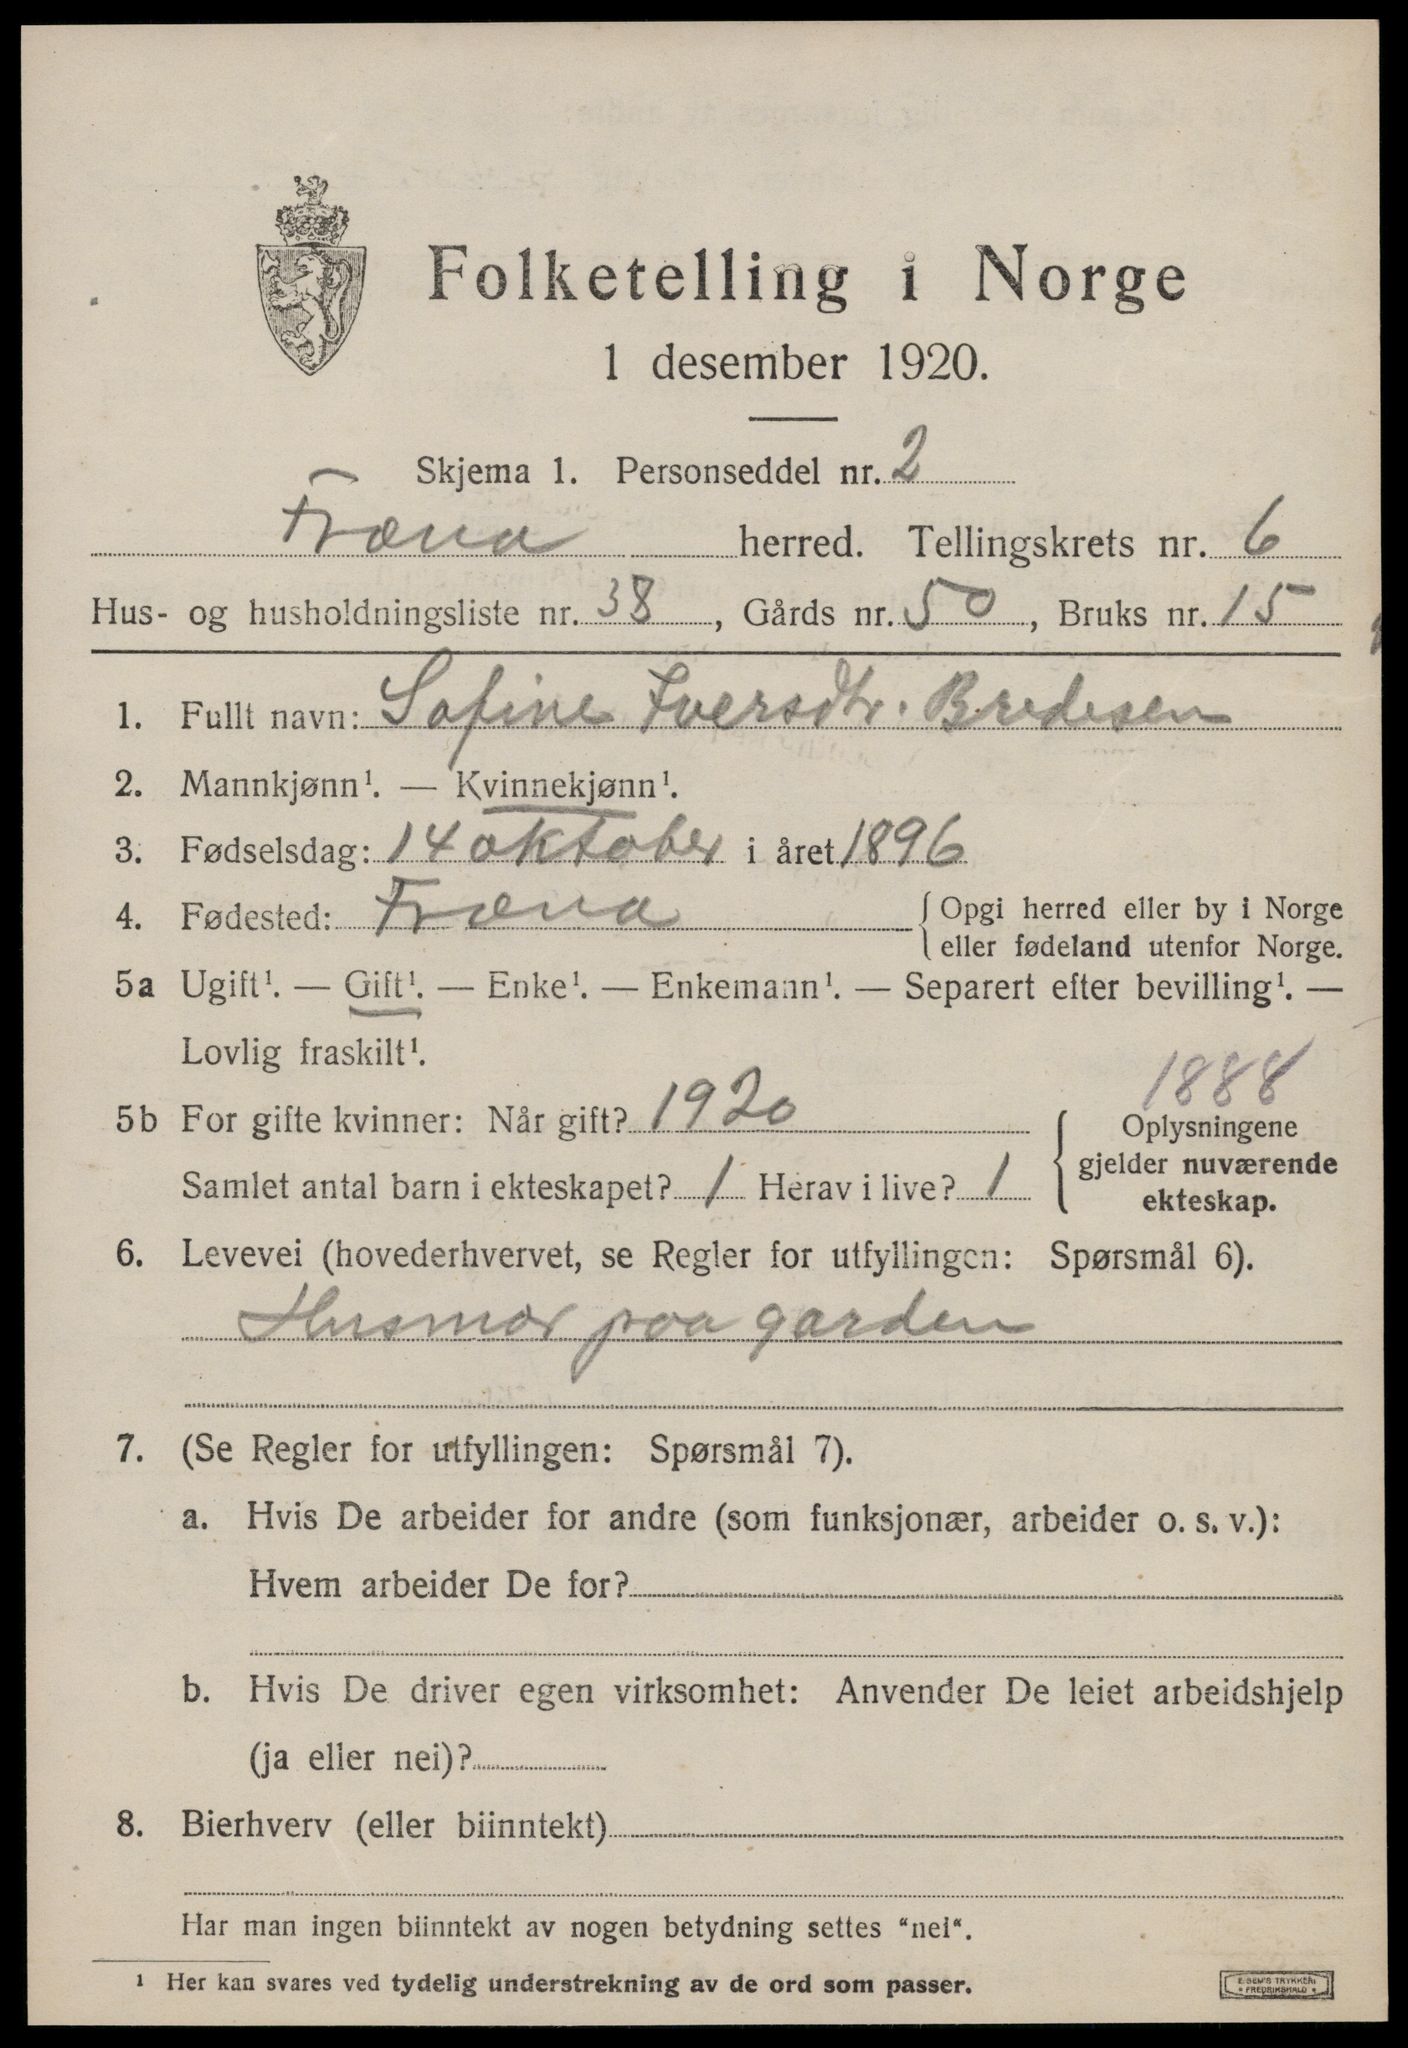 Folketelling i Norge
1 desember 1920.
Skjema 1. Personseddel nr. 2
Fræna herred. Tellingskrets nr. 6
Hus- og husholdningsliste nr. 38, Gårds nr. 50, Bruks nr. 15
1. Fullt navn: Sofine Iversdtr. Bredesen
2. Mannkjønn¹. — Kvinnekjønn¹.
3. Fødselsdag: 14 oktober i året 1896
4. Fødested: Fræna { Opgi herred eller by i Norge
eller fødeland utenfor Norge.
5a Ugift¹. — Gift¹. — Enke¹. — Enkemann¹. — Separert efter bevilling¹. —
Lovlig fraskilt¹.
1888
5b For gifte kvinner: Når gift? 1920
Samlet antal barn i ekteskapet? 1 Herav i live? 1
{ Oplysningene
gjelder nuværende
ekteskap.
6. Levevei (hovederhvervet, se Regler for utfyllingen: Spørsmål 6).
Husmor paa garden
7. (Se Regler for utfyllingen: Spørsmål 7).
a. Hvis De arbeider for andre (som funksjonær, arbeider o. s. v.):
Hvem arbeider De for?
b. Hvis De driver egen virksomhet: Anvender De leiet arbeidshjelp
(ja eller nei)?
8. Bierhverv (eller biinntekt)
Har man ingen biinntekt av nogen betydning settes "nei".
¹ Her kan svares ved tydelig understrekning av de ord som passer.
E. SEM'S TRYKKERI
* FREDRIKSHALD *